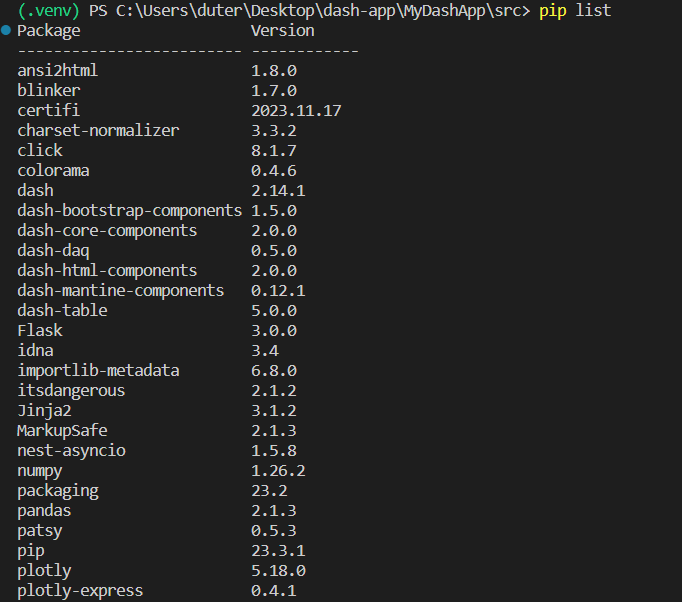 (.venv) PS C:\Users\duter\Desktop\dash-app\MyDashApp\src> pip list
Package Version
------------------------- ------------
ansi2html 1.8.0
blinker 1.7.0
certifi 2023.11.17
charset-normalizer 3.3.2
click 8.1.7
colorama 0.4.6
dash 2.14.1
dash-bootstrap-components 1.5.0
dash-core-components 2.0.0
dash-daq 0.5.0
dash-html-components 2.0.0
dash-mantine-components 0.12.1
dash-table 5.0.0
Flask 3.0.0
idna 3.4
importlib-metadata 6.8.0
itsdangerous 2.1.2
Jinja2 3.1.2
MarkupSafe 2.1.3
nest-asyncio 1.5.8
numpy 1.26.2
packaging 23.2
pandas 2.1.3
patsy 0.5.3
pip 23.3.1
plotly 5.18.0
plotly-express 0.4.1